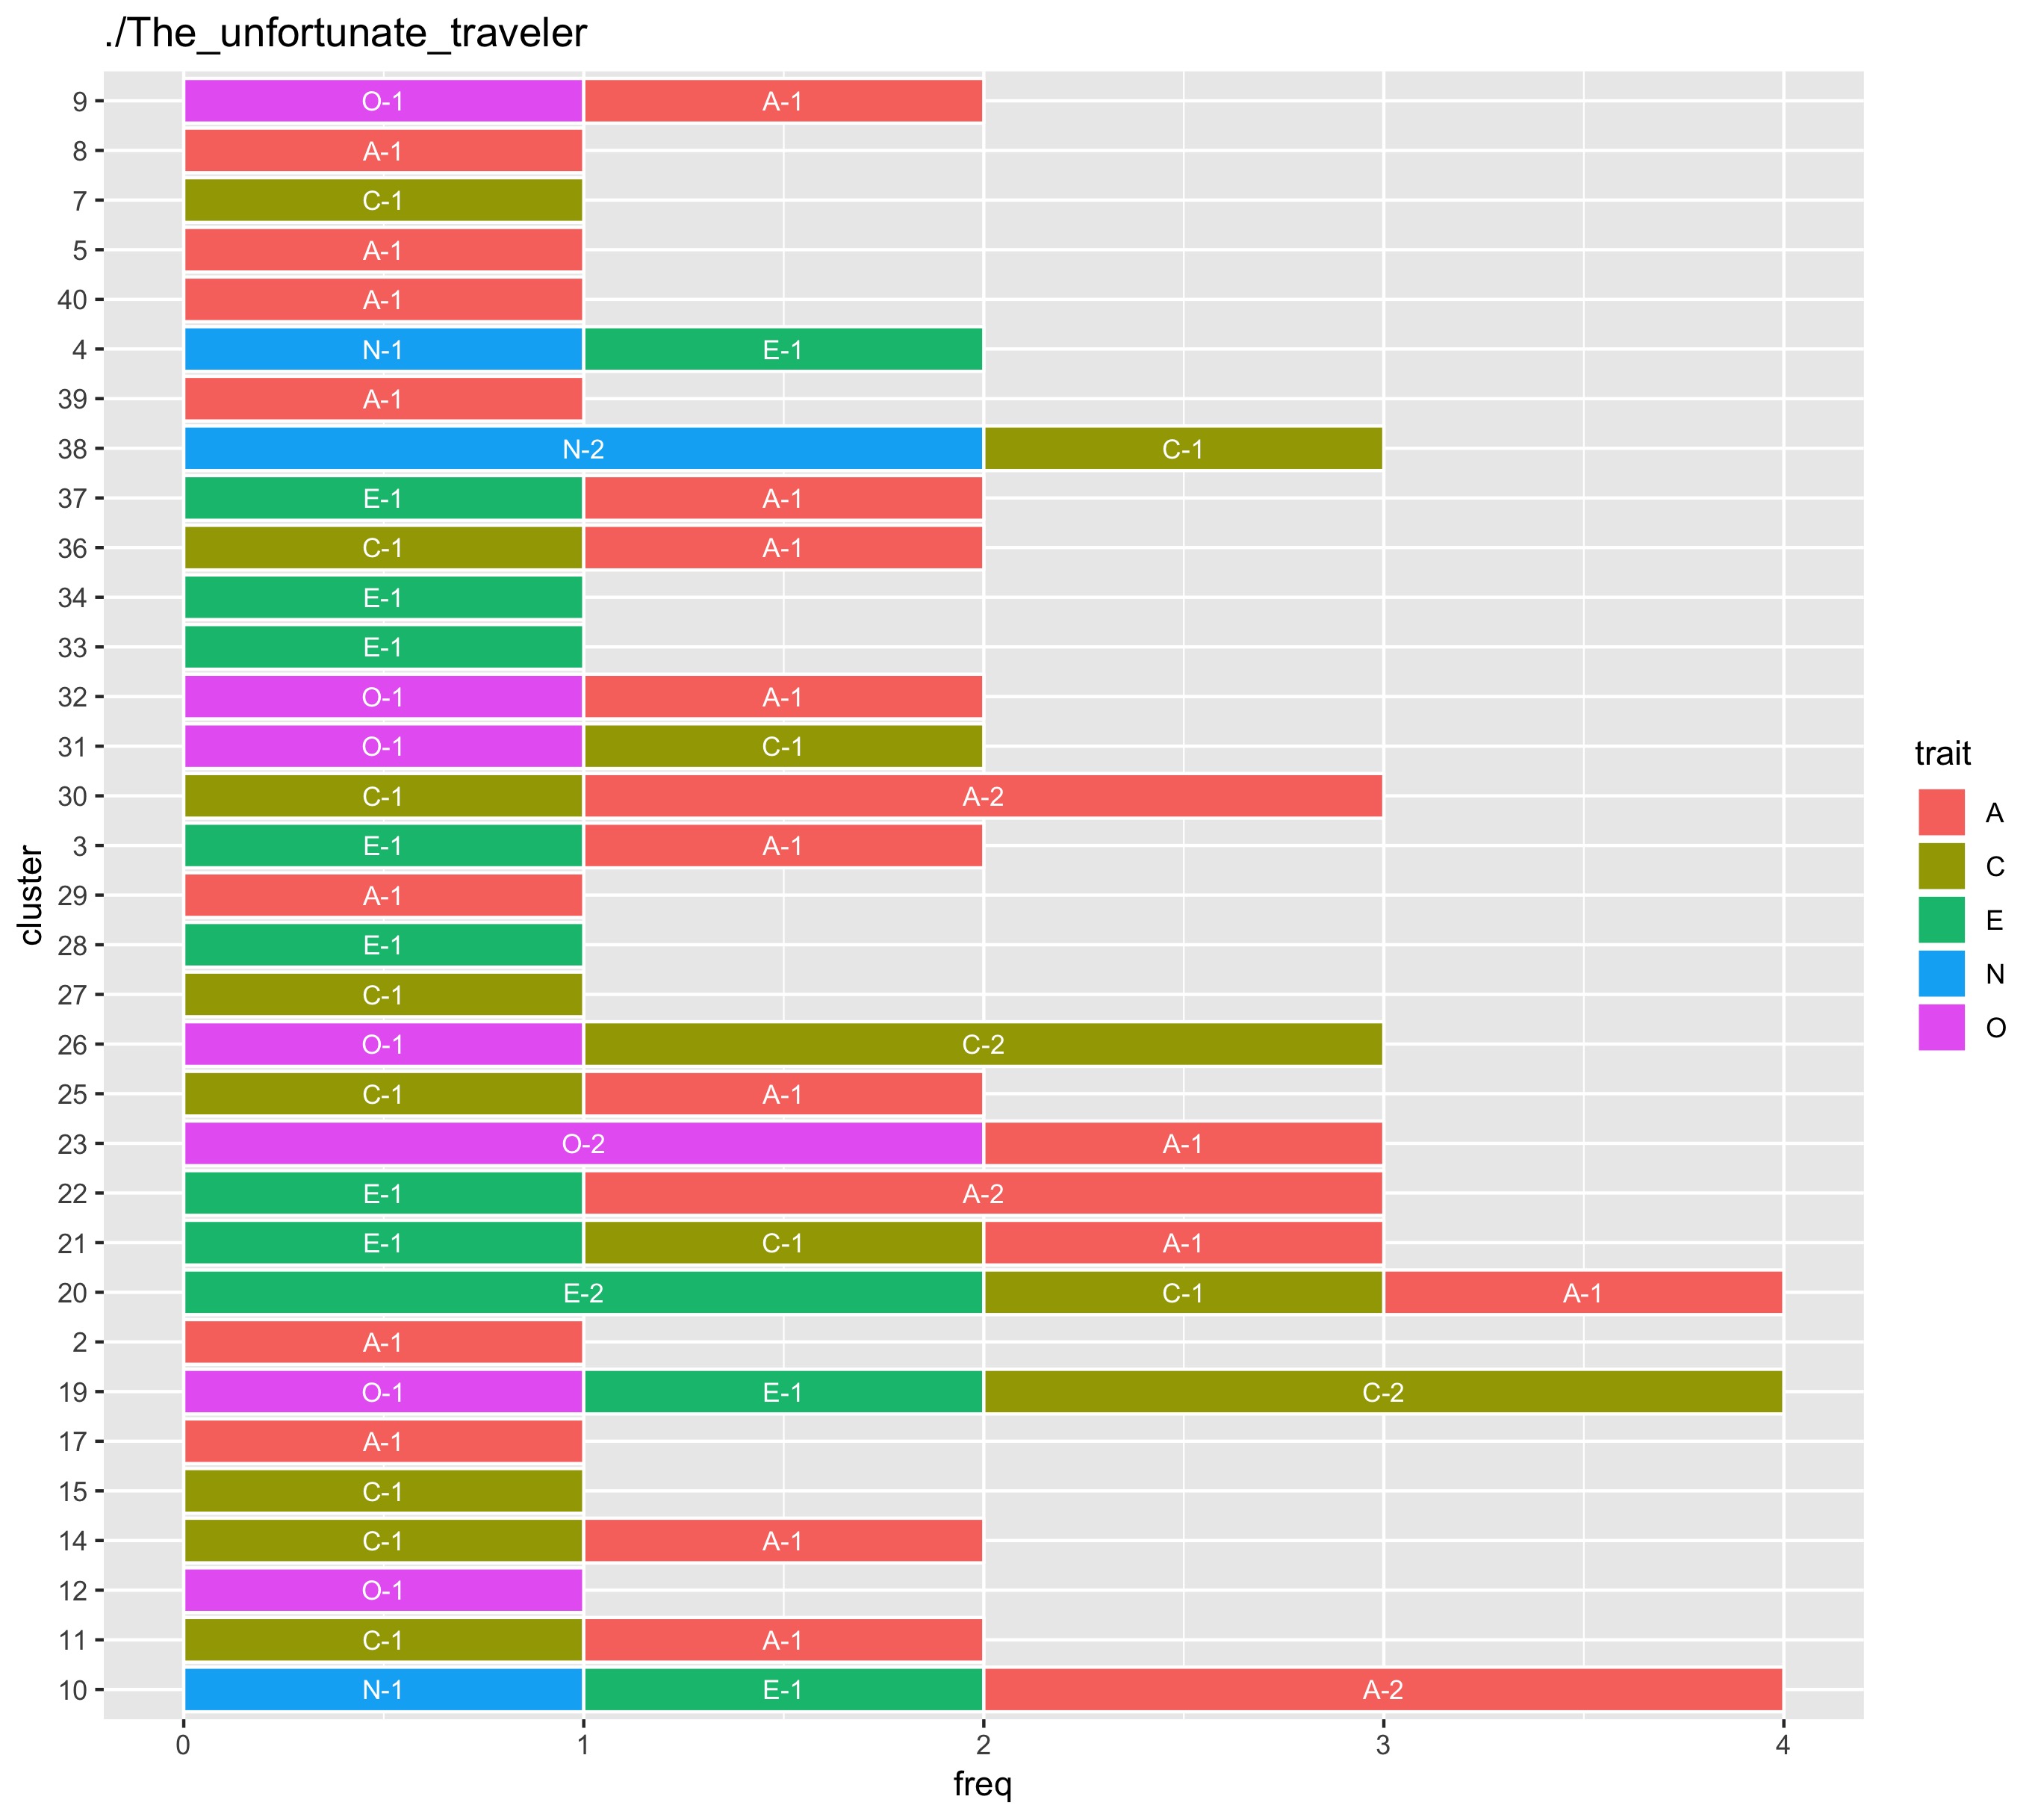 ./The_unfortunate_traveler
9 O-1 A-1
8 A-1
7 C-1
5 A-1
40 A-1
4 N-1 E-1
39 A-1
38 N-2 C-1
37 E-1 A-1
36 C-1 A-1
34 E-1
33 E-1
32 O-1 A-1
31 O-1 C-1
30 C-1 A-2
3 E-1 A-1
29 A-1
28 E-1
27 C-1
26 O-1 C-2
25 C-1 A-1
23 O-2 A-1
22 E-1 A-2
21 E-1 C-1 A-1
20 E-2 C-1 A-1
2 A-1
19 O-1 E-1 C-2
17 A-1
15 C-1
14 C-1 A-1
12 O-1
11 C-1 A-1
10 N-1 E-1 A-2
0 1 2 3 4
freq
cluster
trait
A
C
E
N
O